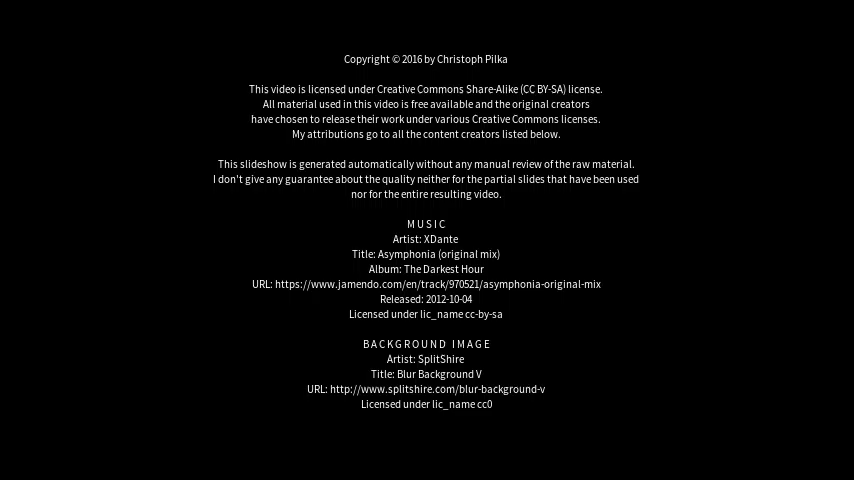 Copyright © 2016 by Christoph Pilka
This video is licensed under Creative Commons Share-Alike (CC BY-SA) license.
All material used in this video is free available and the original creators
have chosen to release their work under various Creative Commons licenses.
My attributions go to all the content creators listed below.
This slideshow is generated automatically without any manual review of the raw material.
I don't give any guarantee about the quality neither for the partial slides that have been used
nor for the entire resulting video.
MUSIC
Artist: XDante
Title: Asymphonia (original mix)
Album: The Darkest Hour
URL: https://www.jamendo.com/en/track/970521/asymphonia-original-mix
Released: 2012-10-04
Licensed under lic_name cc-by-sa
BACKGROUND IMAGE
Artist: SplitShire
Title: Blur Background V
URL: http://www.splitshire.com/blur-background-v
Licensed under lic_name cc0